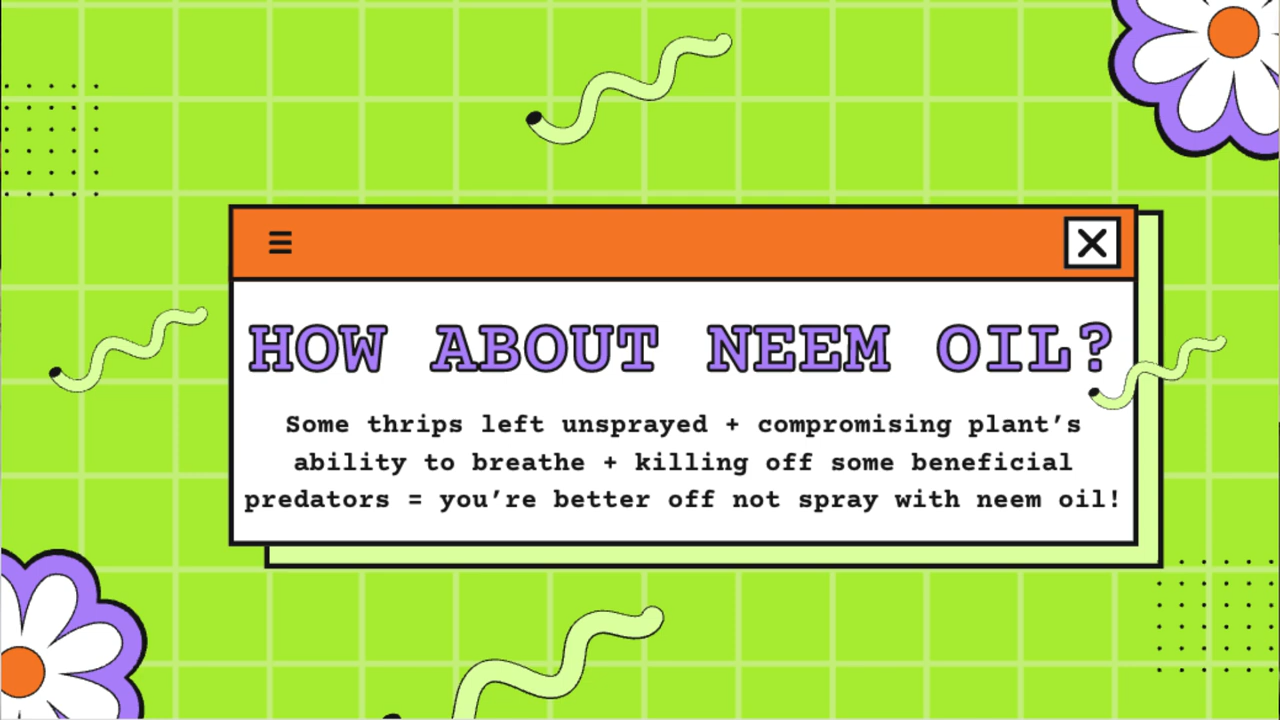 HOW ABOUT NEEM OIL?
Some thrips left unsprayed + compromising plant’s
ability to breathe + killing off some beneficial
predators = you’re better off not spray with neem oil!